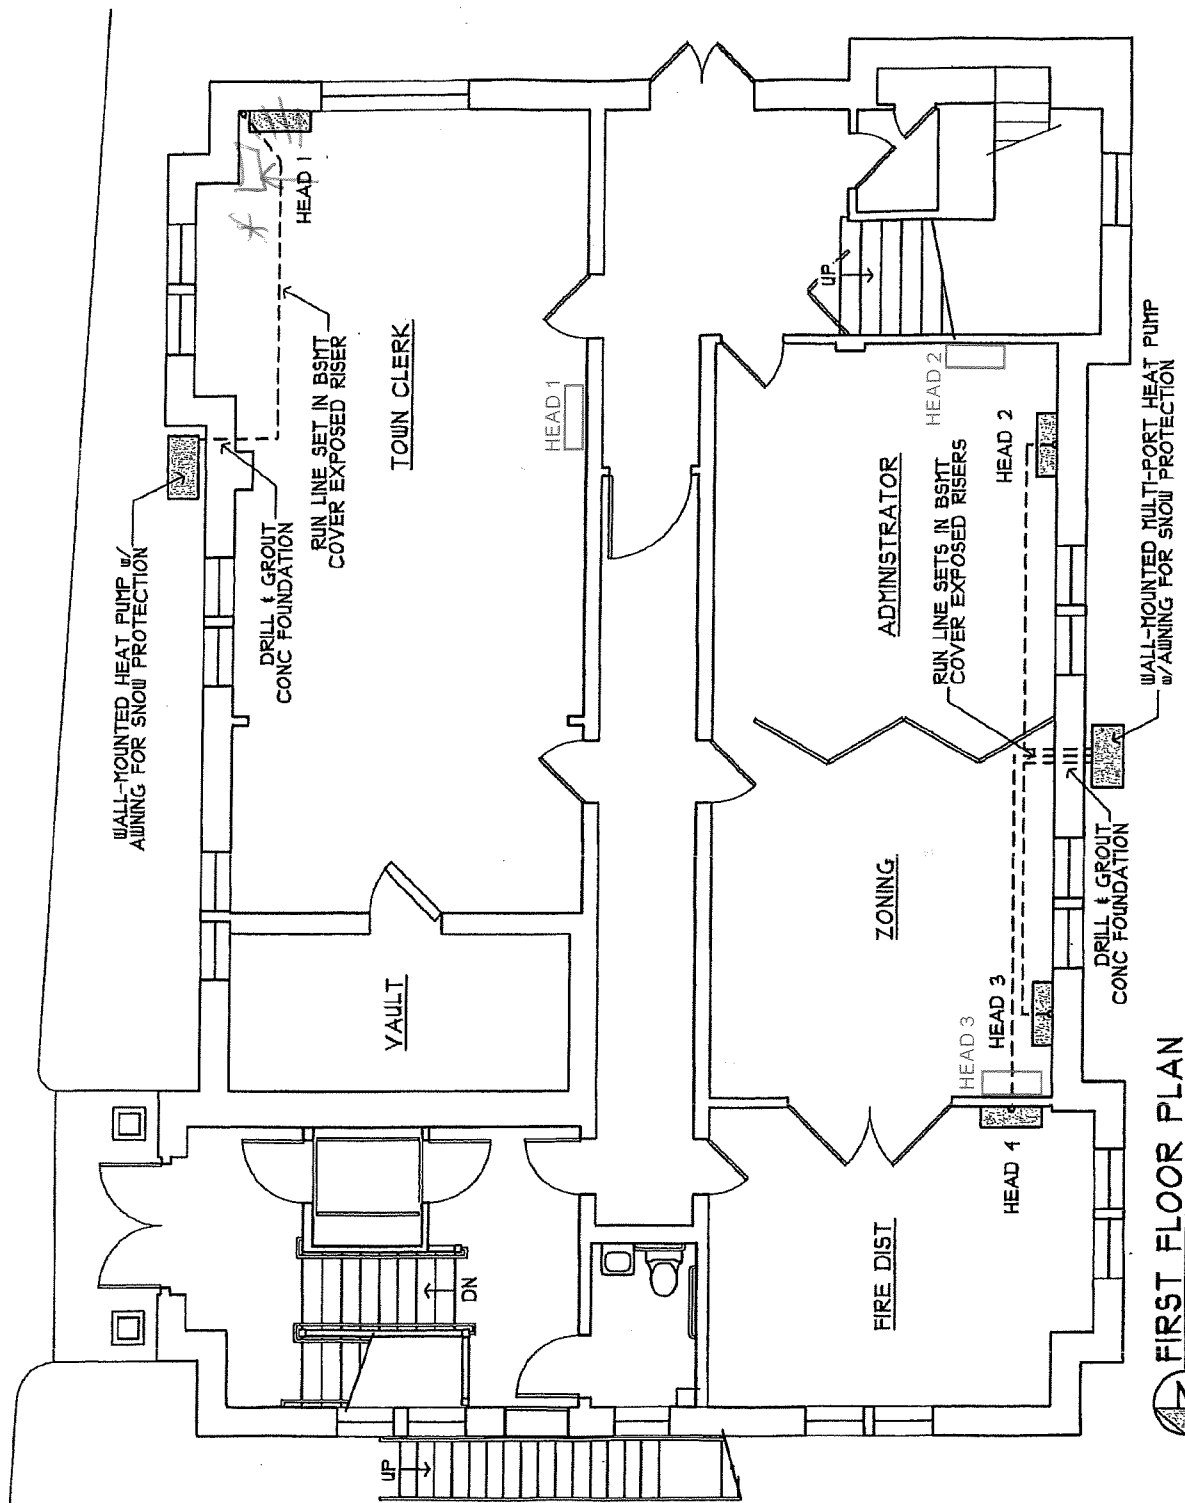 WALL-MOUNTED HEAT PUMP w/
AWNING FOR SNOW PROTECTION
DRILL & GROUT
CONC FOUNDATION
RUN LINE SET IN BSMT
COVER EXPOSED RISER
HEAD 1
TOWN CLERK
HEAD 1
VAULT
UP
HEAD 2
ADMINISTRATOR
HEAD 2
RUN LINE SETS IN BSMT
COVER EXPOSED RISERS
WALL-MOUNTED MULTI-PORT HEAT PUMP
w/AWNING FOR SNOW PROTECTION
ZONING
HEAD 3
HEAD 3
DRILL & GROUT
CONC FOUNDATION
HEAD 4
FIRE DIST
DN
UP
FIRST FLOOR PLAN